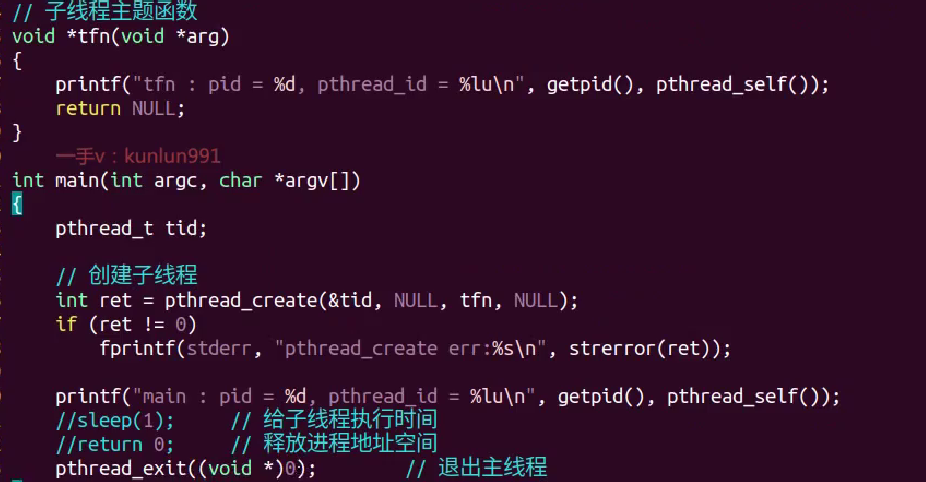 // 子线程主题函数
void *tfn(void *arg)
{
    printf("tfn : pid = %d, pthread_id = %lu\n", getpid(), pthread_self());
    return NULL;
}
一手v：kunlun991
int main(int argc, char *argv[])
{
    pthread_t tid;
    // 创建子线程
    int ret = pthread_create(&tid, NULL, tfn, NULL);
    if (ret != 0)
        fprintf(stderr, "pthread_create err:%s\n", strerror(ret));
    printf("main : pid = %d, pthread_id = %lu\n", getpid(), pthread_self());
    //sleep(1);     // 给子线程执行时间
    //return 0;     // 释放进程地址空间
    pthread_exit((void *)0);        // 退出主线程